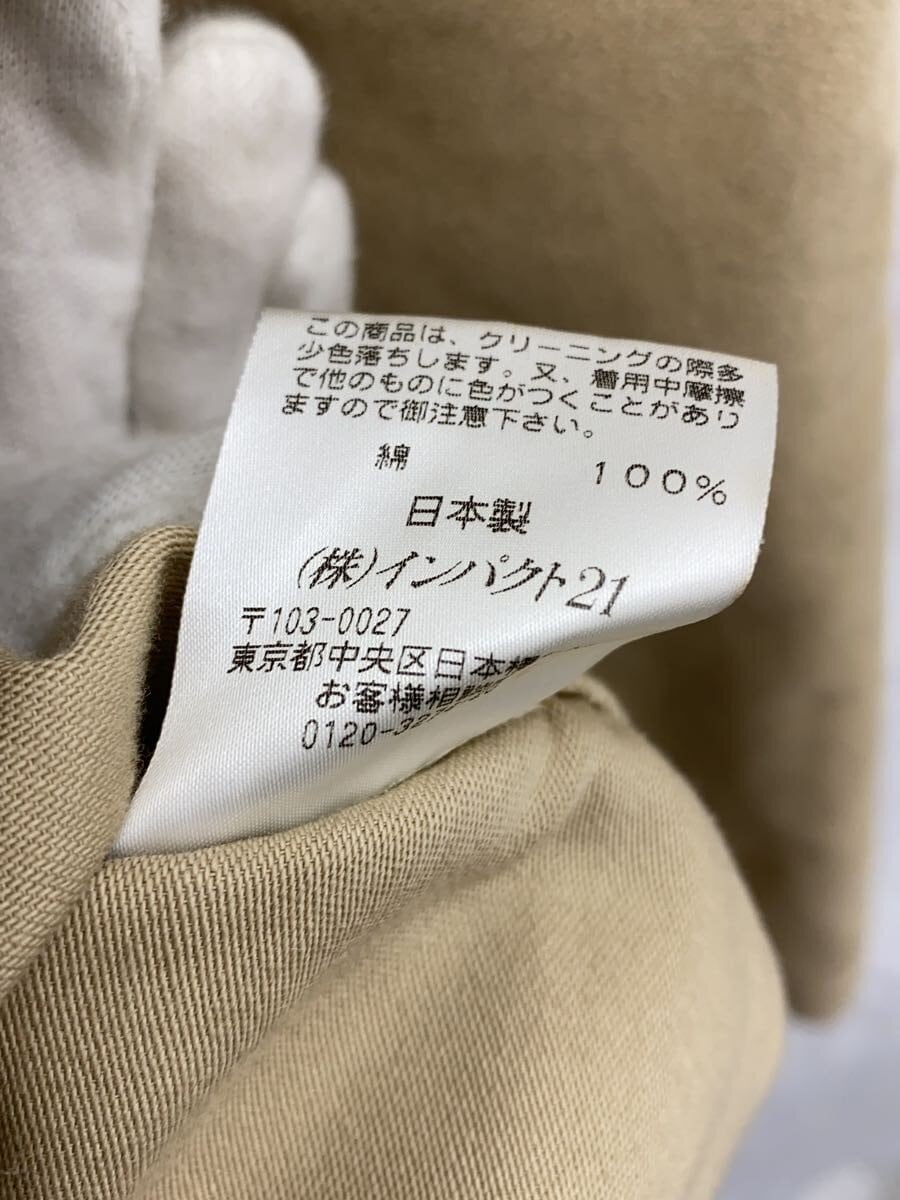 この商品は、クリーニングの際多
少色落ちします。又、着用中摩擦
で他のものに色がつくことがあり
ますので御注意下さい。
綿 100%
日本製
(株)インパクト21
〒103-0027
東京都中央区日本橋
お客様相
0120-3